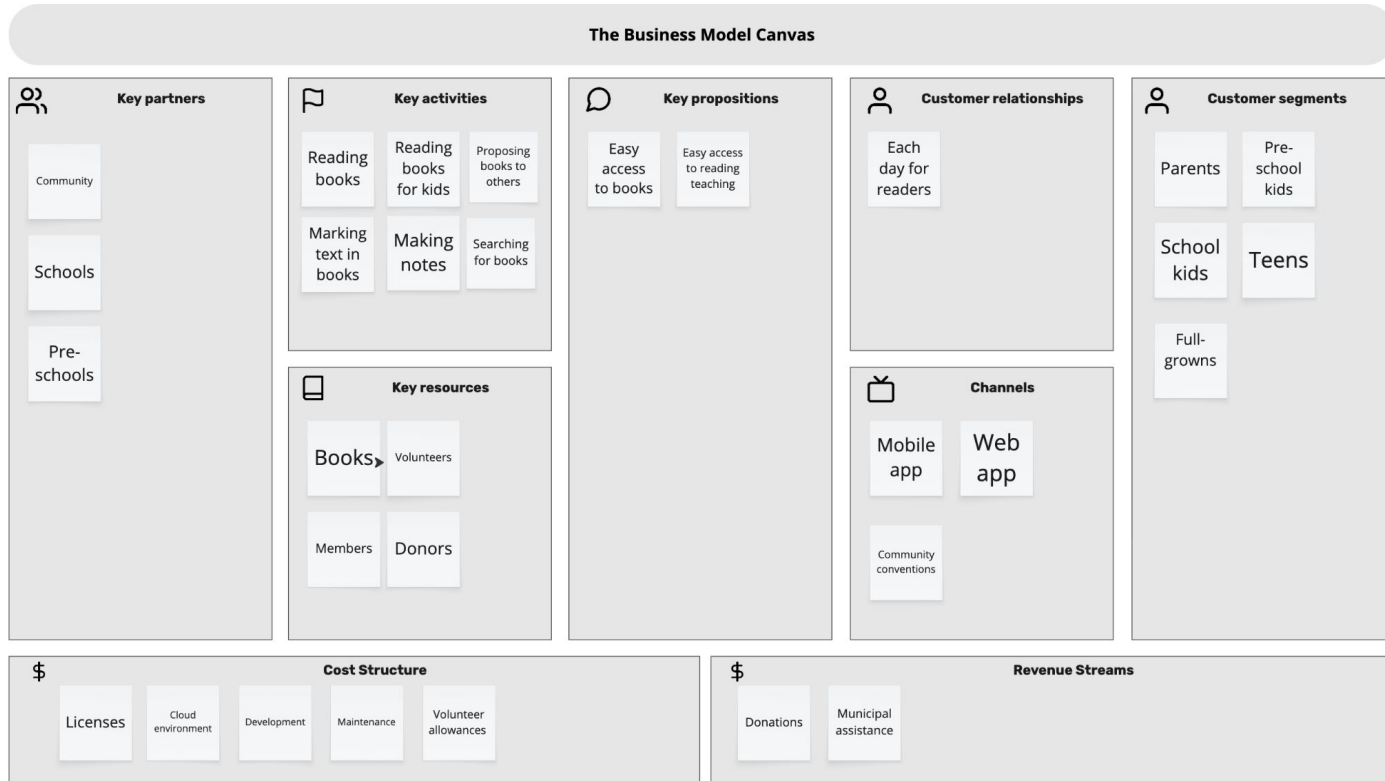 The Business Model Canvas
Key partners
Community
Schools
Pre-
schools
Key activities
Reading
books
Reading
books
for kids
Proposing
books to
others
Marking
text in
books
Making
notes
Searching
for books
Key resources
Books
Volunteers
Members
Donors
Key propositions
Easy
access
to books
Easy access
to reading
teaching
Customer relationships
Each
day for
readers
Channels
Mobile
app
Web
app
Community
conventions
Customer segments
Parents
Pre-
school
kids
School
kids
Teens
Full-
growns
$
Cost Structure
Licenses
Cloud
environment
Development
Maintenance
Volunteer
allowances
$
Revenue Streams
Donations
Municipal
assistance